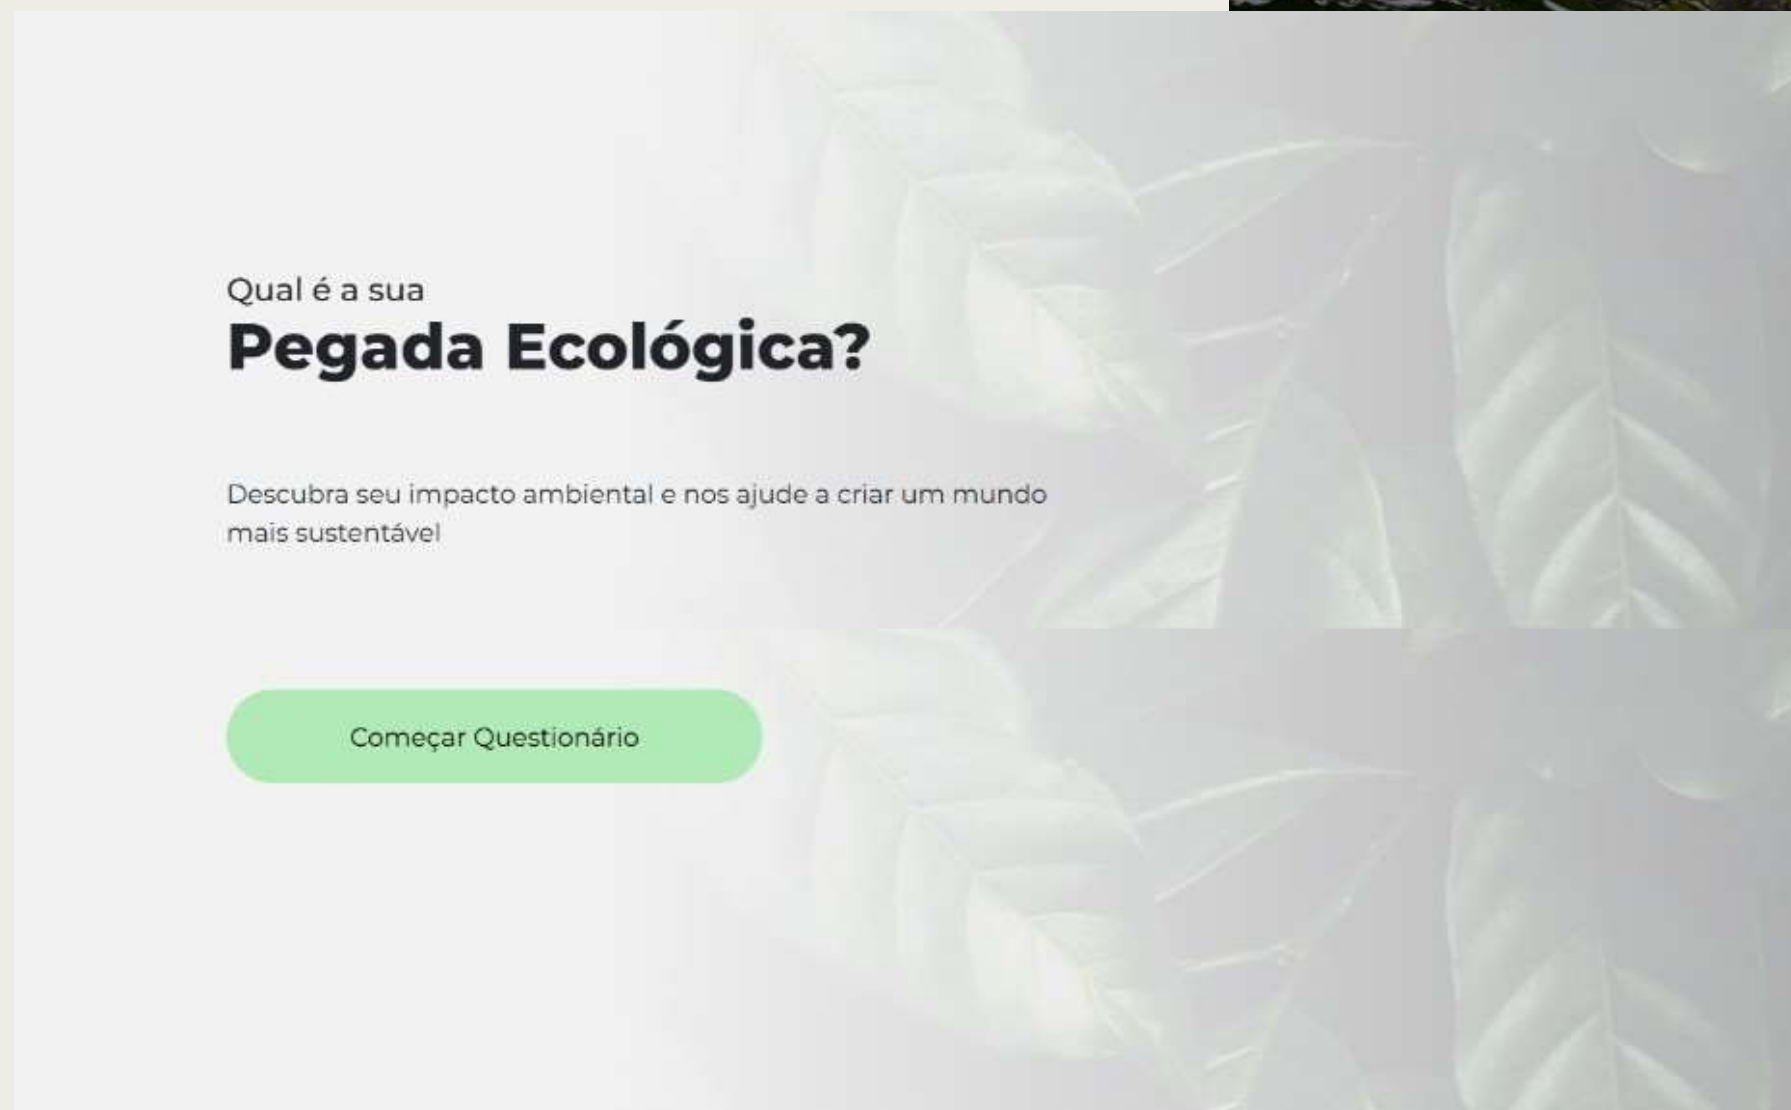 Qual é a sua
Pegada Ecológica?
Descubra seu impacto ambiental e nos ajude a criar um mundo
mais sustentável
Começar Questionário